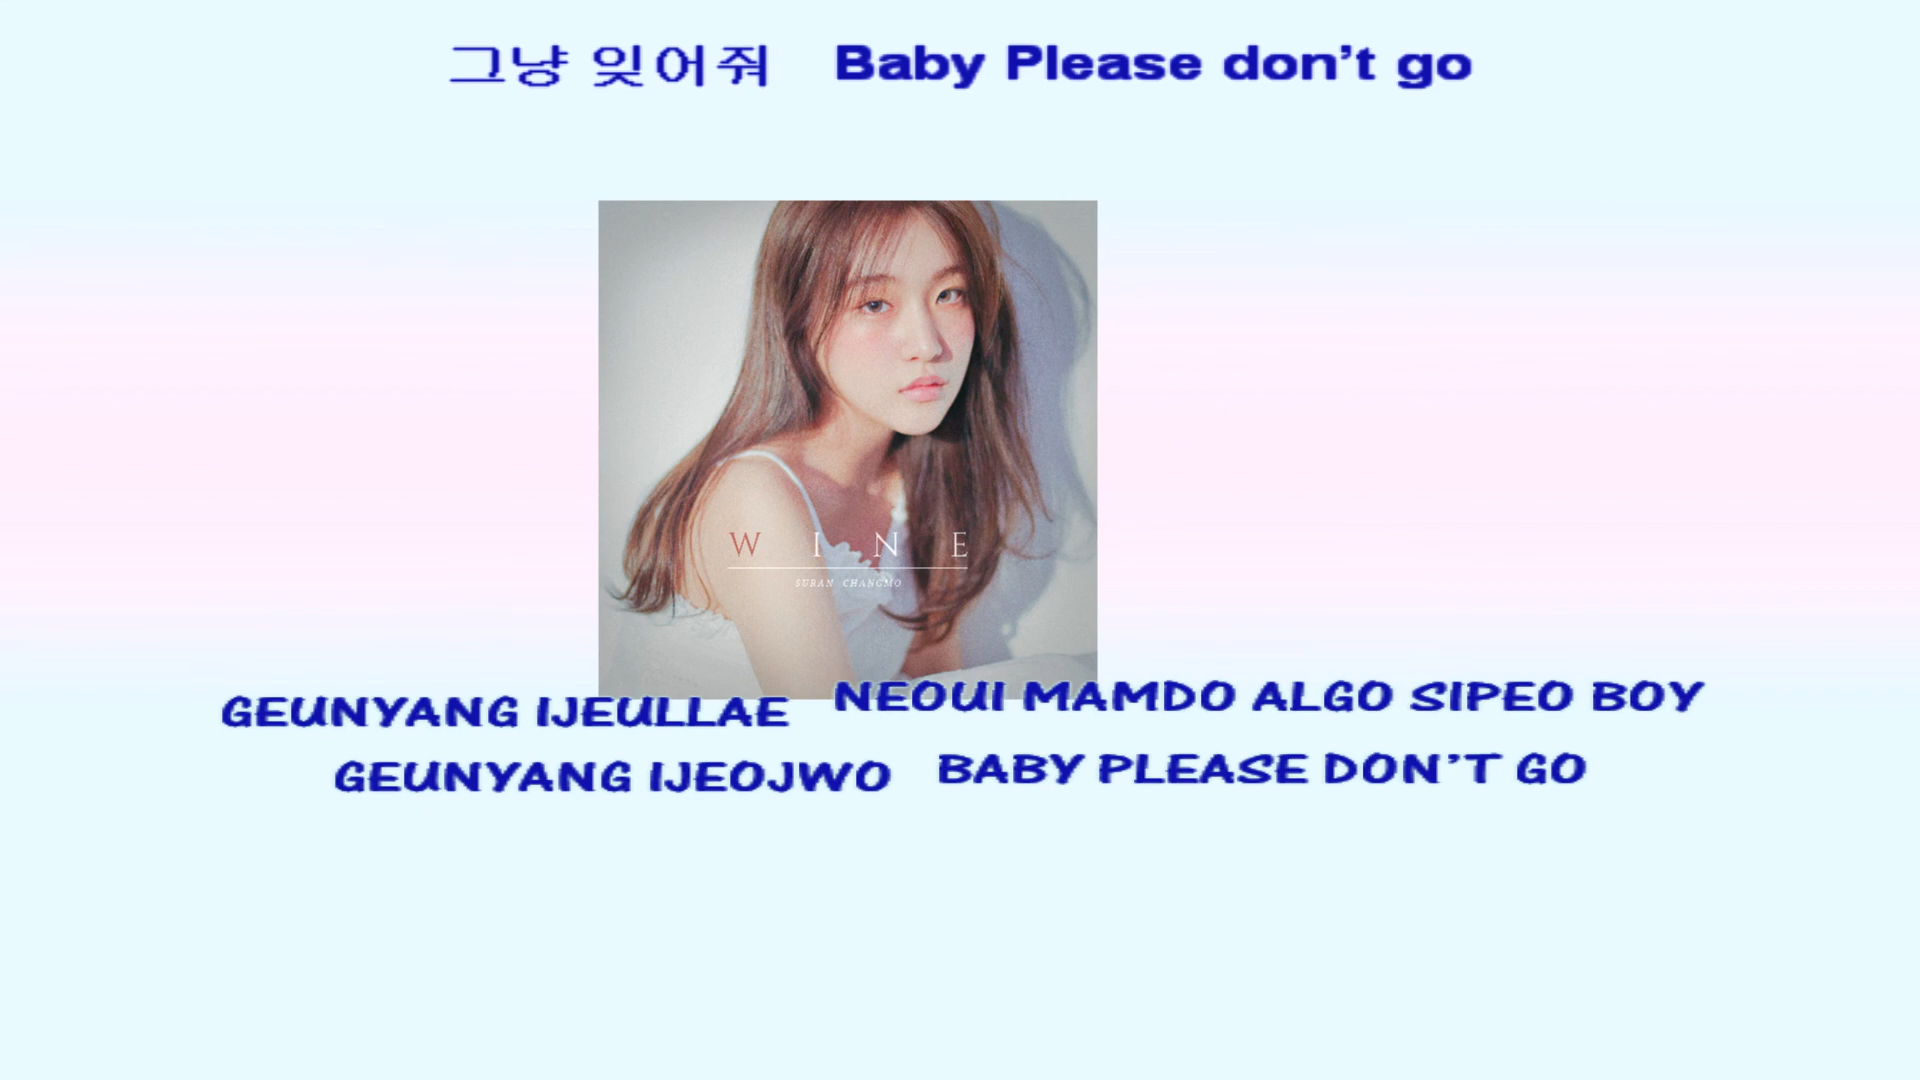 그냥 잊어줘 Baby Please don't go
W I N E
SURAN CHANGMO
GEUNYANG IJEULLAE NEOUI MAMDO ALGO SIPEO BOY
GEUNYANG IJEOJWO BABY PLEASE DON'T GO